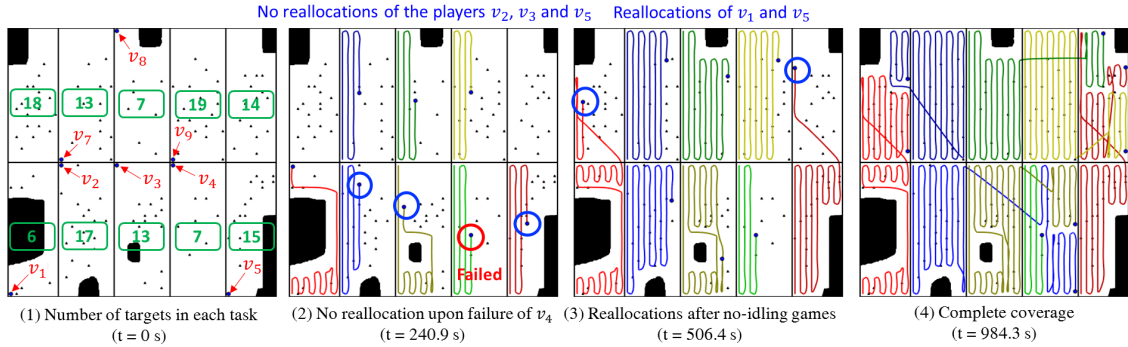 No reallocations of the players v₂, v₃ and v₅ Reallocations of v₁ and v₅
v₈
18 13 7 19 14
v₇ v₉
v₂ v₃ v₄
6 17 13 7 15
v₁ v₅
Failed
(1) Number of targets in each task
(t = 0 s)
(2) No reallocation upon failure of v₄
(t = 240.9 s)
(3) Reallocations after no-idling games
(t = 506.4 s)
(4) Complete coverage
(t = 984.3 s)